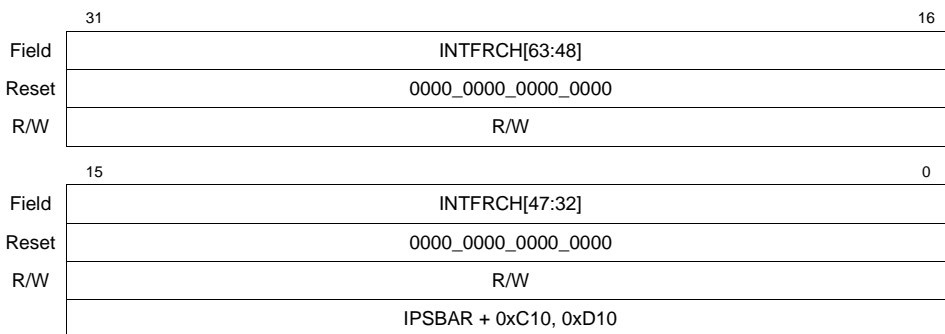 31 16
Field INTFRCH[63:48]
Reset 0000_0000_0000_0000
R/W R/W
15 0
Field INTFRCH[47:32]
Reset 0000_0000_0000_0000
R/W R/W
IPSBAR + 0xC10, 0xD10